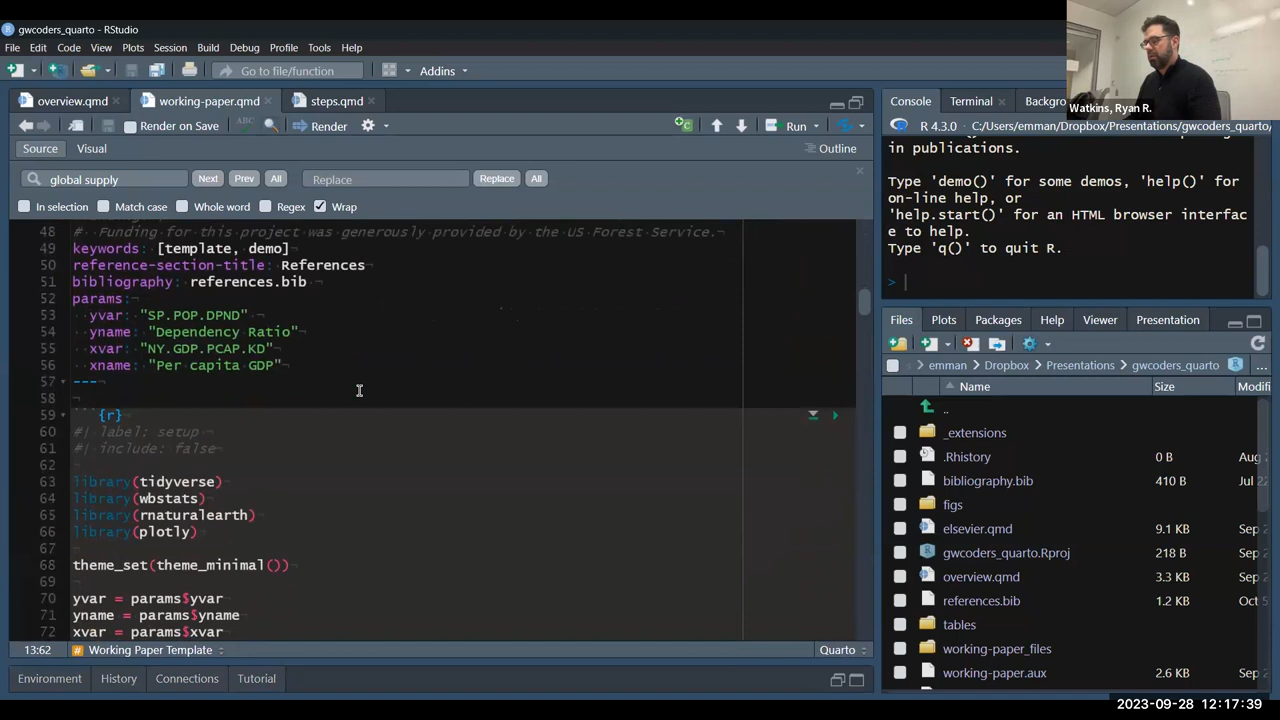 gwcoders_quarto - RStudio
File Edit Code View Plots Session Build Debug Profile Tools Help
Go to file/function Addins
overview.qmd working-paper.qmd steps.qmd
Render on Save ABC Render Run
Source Visual Outline
global supply Next Prev All Replace Replace All
In selection Match case Whole word Regex Wrap
48 # Funding for this project was generously provided by the US Forest Service.
49 keywords: [template, demo]
50 reference-section-title: References
51 bibliography: references.bib
52 params:
53 yvar: "SP.POP.DPND"
54 yname: "Dependency Ratio"
55 xvar: "NY.GDP.PCAP.KD"
56 xname: "Per capita GDP"
57 ---
58
59 ```{r}
60 #| label: setup
61 #| include: false
62
63 library(tidyverse)
64 library(wbstats)
65 library(rnaturalearth)
66 library(plotly)
67
68 theme_set(theme_minimal())
69
70 yvar = params$yvar
71 yname = params$yname
72 xvar = params$xvar
13:62 # Working Paper Template Quarto
Environment History Connections Tutorial
Watkins, Ryan R.
Console Terminal Backgro
R 4.3.0 · C:/Users/emman/Dropbox/Presentations/gwcoders_quarto/
in publications.
Type 'demo()' for some demos, 'help()' for
on-line help, or
'help.start()' for an HTML browser interfac
e to help.
Type 'q()' to quit R.
>
Files Plots Packages Help Viewer Presentation
emman Dropbox Presentations gwcoders_quarto ...
Name Size Modifi
..
_extensions
.Rhistory 0 B Aug
bibliography.bib 410 B Jul 22
figs
elsevier.qmd 9.1 KB Sep
gwcoders_quarto.Rproj 218 B Sep
overview.qmd 3.3 KB Sep
references.bib 1.2 KB Oct
tables
working-paper_files
working-paper.aux 2.6 KB Sep
2023-09-28 12:17:39